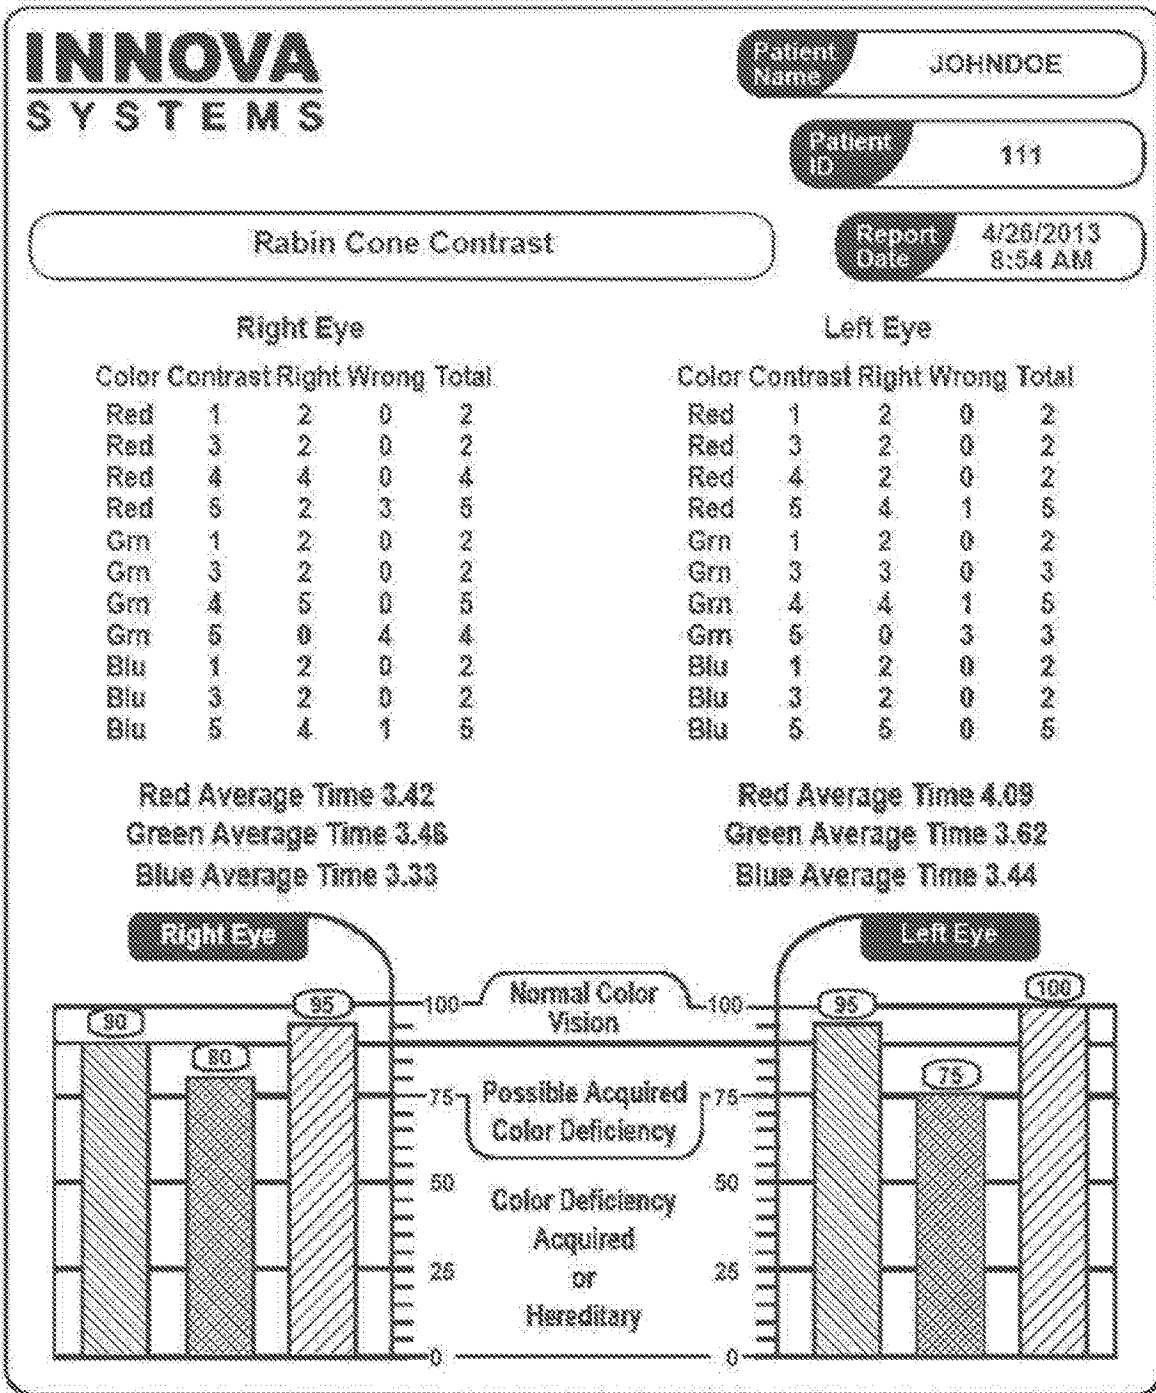 INNOVA
SYSTEMS
Patient Name JOHNDOE
Patient ID 111
Rabin Cone Contrast
Report Date 4/26/2013 8:54 AM
Right Eye
Color Contrast Right Wrong Total
Red 1 2 0 2
Red 3 2 0 2
Red 4 4 0 4
Red 5 2 3 5
Grn 1 2 0 2
Grn 3 2 0 2
Grn 4 5 0 5
Grn 5 0 4 4
Blu 1 2 0 2
Blu 3 2 0 2
Blu 5 4 1 5
Red Average Time 3.42
Green Average Time 3.46
Blue Average Time 3.33
Left Eye
Color Contrast Right Wrong Total
Red 1 2 0 2
Red 3 2 0 2
Red 4 2 0 2
Red 5 4 1 5
Grn 1 2 0 2
Grn 3 3 0 3
Grn 4 4 1 5
Grn 5 0 3 3
Blu 1 2 0 2
Blu 3 2 0 2
Blu 5 5 0 5
Red Average Time 4.09
Green Average Time 3.62
Blue Average Time 3.44
Right Eye
Left Eye
90
80
95
100
75
50
25
0
Normal Color
Vision
Possible Acquired
Color Deficiency
Color Deficiency
Acquired
or
Hereditary
100
75
50
25
0
95
75
100